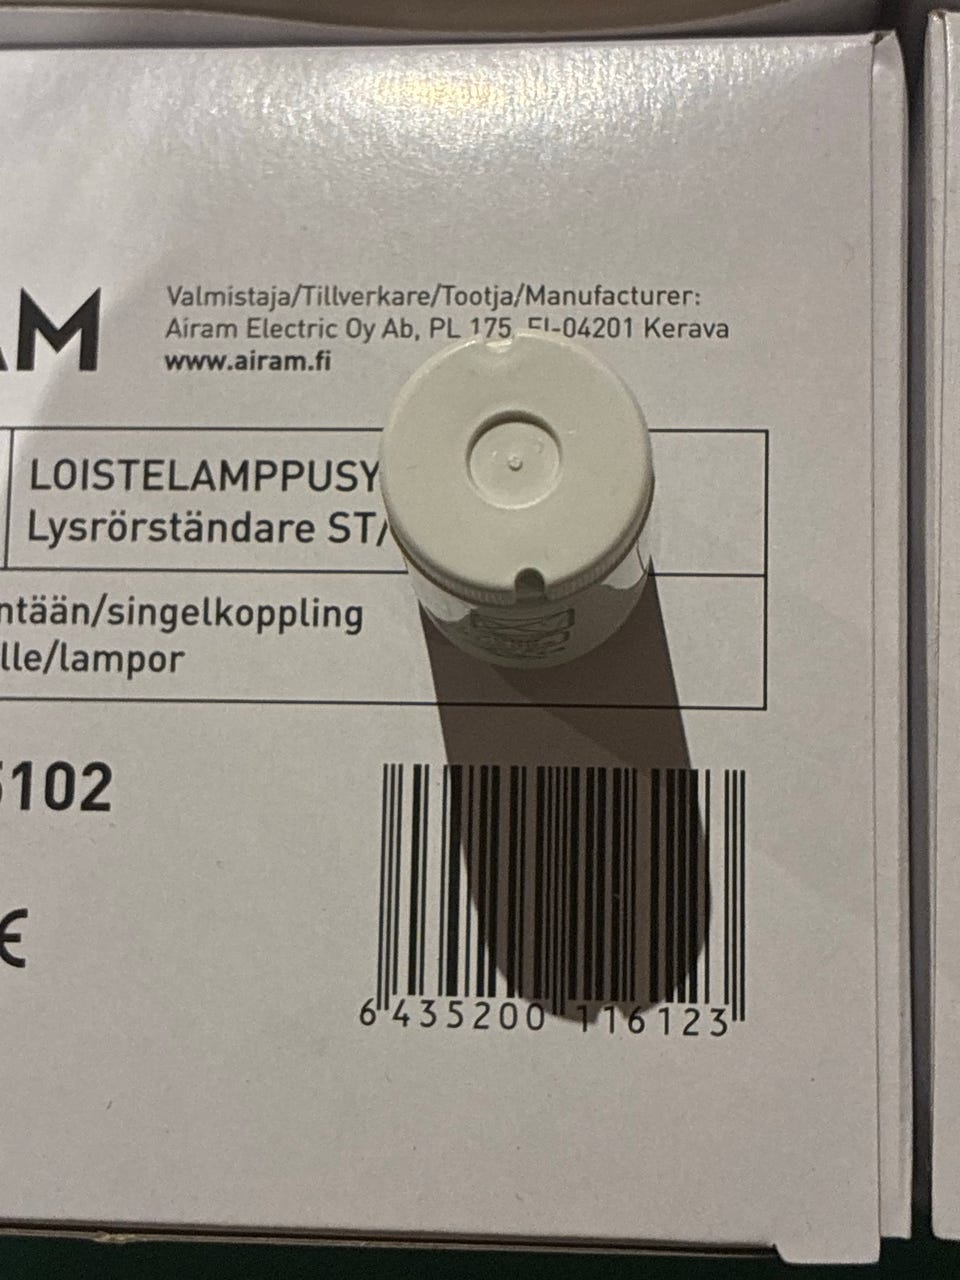 AM
Valmistaja/Tillverkare/Tootja/Manufacturer:
Airam Electric Oy Ab, PL 175, FI-04201 Kerava
www.airam.fi
LOISTELAMPPUSY
Lysrörständare ST/
ntään/singelkoppling
lle/lampor
5102
CE
6 435200 116123